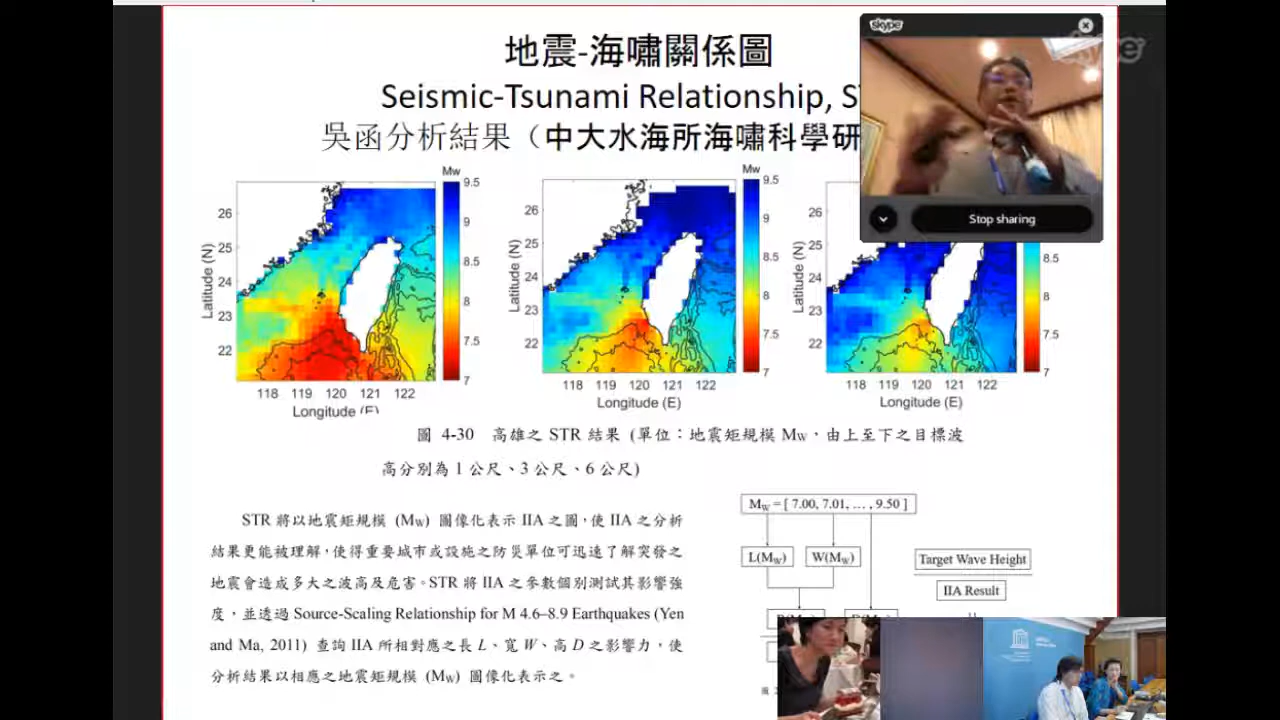 地震-海嘯關係圖
Seismic-Tsunami Relationship,
吳函分析結果（中大水海所海嘯科學研
skype
Stop sharing
Mw
9.5
9
8.5
8
7.5
7
26
25
24
23
22
Latitude (N)
118 119 120 121 122
Longitude (E)
Mw
9.5
9
8.5
8
7.5
7
26
25
24
23
22
Latitude (N)
118 119 120 121 122
Longitude (E)
26
25
24
23
22
Latitude (N)
118 119 120 121 122
Longitude (E)
8.5
8
7.5
7
圖 4-30 高雄之 STR 結果 (單位：地震矩規模 Mw，由上至下之目標波
高分別為 1 公尺、3 公尺、6 公尺)
STR 將以地震矩規模 (Mw) 圖像化表示 IIA 之圖，使 IIA 之分析
結果更能被理解，使得重要城市或設施之防災單位可迅速了解突發之
地震會造成多大之波高及危害。STR 將 IIA 之參數個別測試其影響強
度，並透過 Source-Scaling Relationship for M 4.6–8.9 Earthquakes (Yen
and Ma, 2011) 查詢 IIA 所相對應之長 L、寬 W、高 D 之影響力，使
分析結果以相應之地震矩規模 (Mw) 圖像化表示之。
Mw = [ 7.00, 7.01, … , 9.50 ]
L(Mw) W(Mw)
Target Wave Height
IIA Result